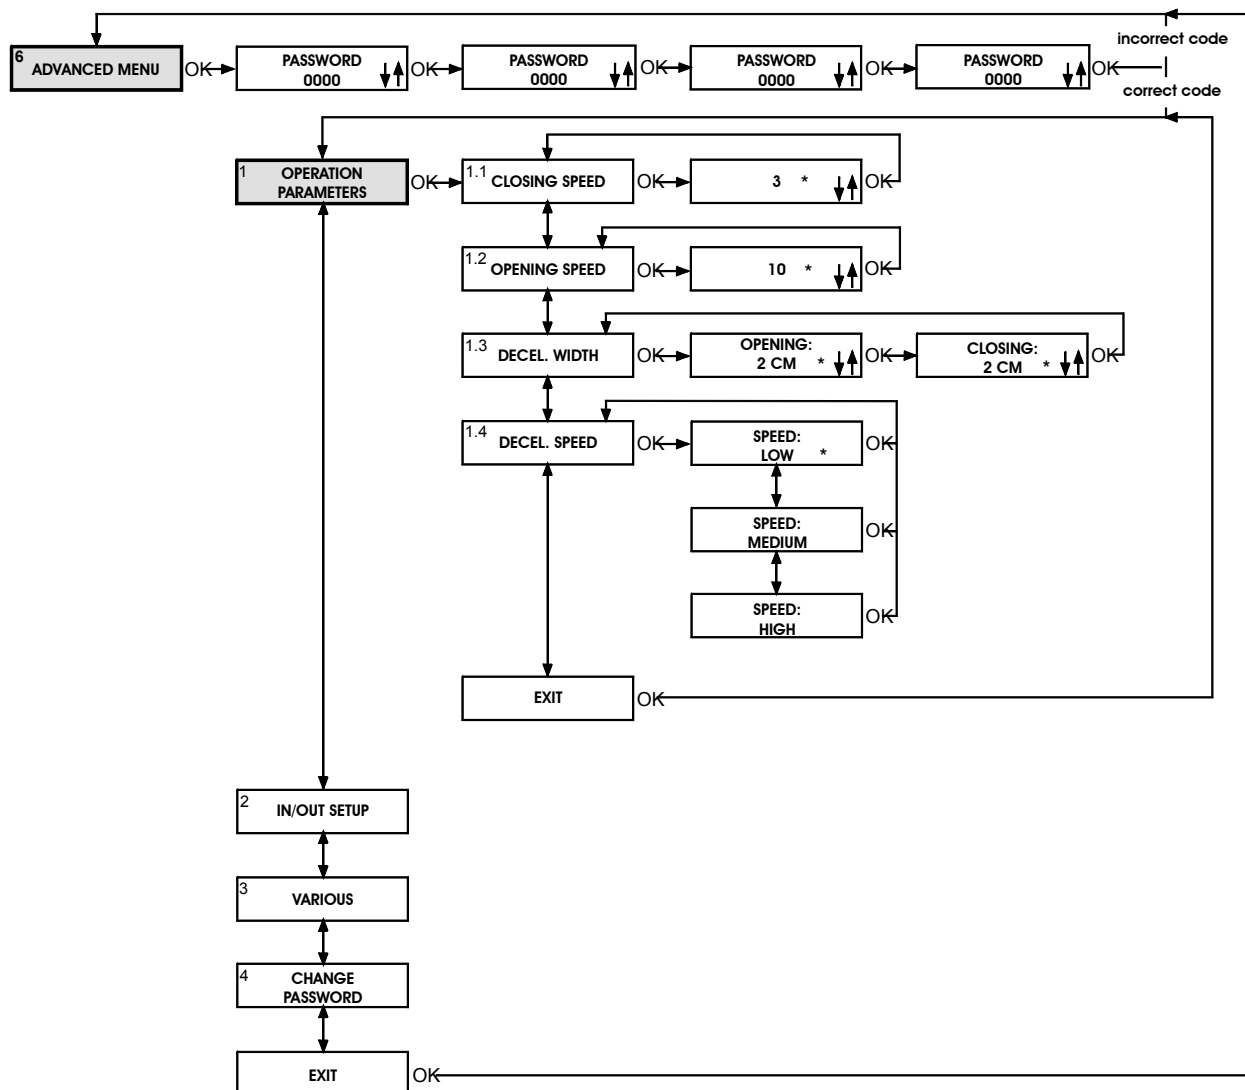 incorrect code
6
ADVANCED MENU
OK
PASSWORD
0000
OK
PASSWORD
0000
OK
PASSWORD
0000
OK
PASSWORD
0000
OK
correct code
1
OPERATION
PARAMETERS
OK
1.1
CLOSING SPEED
OK
3 *
OK
1.2
OPENING SPEED
OK
10 *
OK
1.3
DECEL. WIDTH
OK
OPENING:
2 CM *
OK
CLOSING:
2 CM *
OK
1.4
DECEL. SPEED
OK
SPEED:
LOW *
OK
SPEED:
MEDIUM
OK
SPEED:
HIGH
OK
EXIT
OK
2
IN/OUT SETUP
3
VARIOUS
4
CHANGE
PASSWORD
EXIT
OK